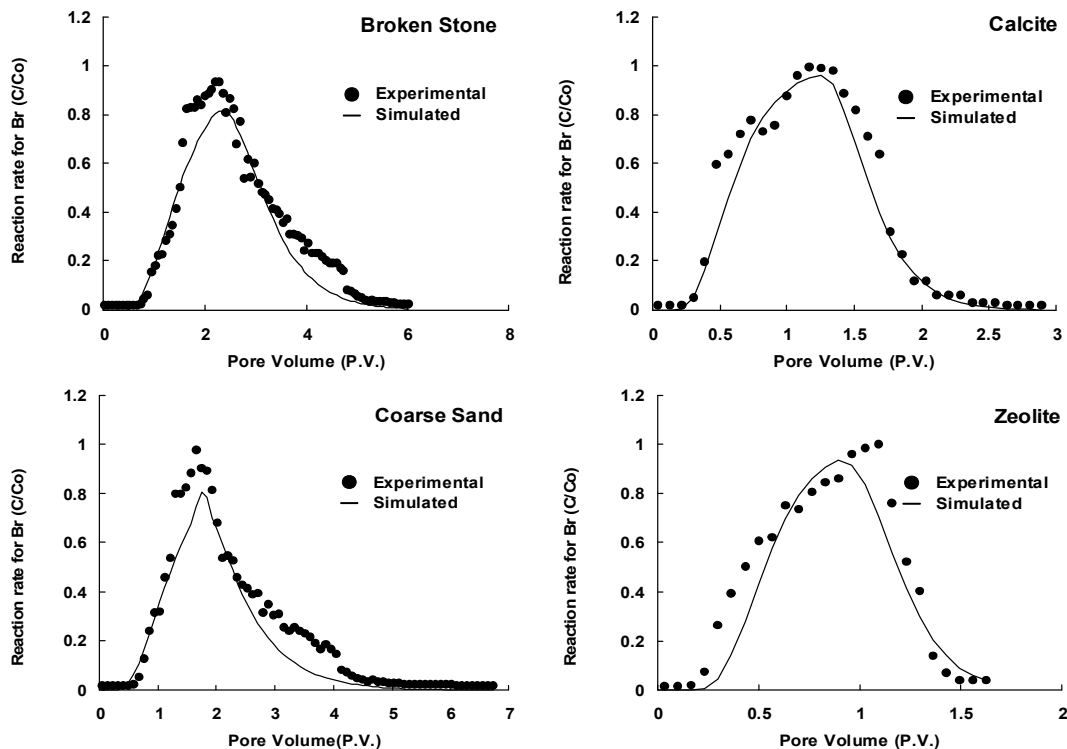 Broken Stone
Reaction rate for Br (C/Co)
1.2
1
0.8
0.6
0.4
0.2
0
Experimental
Simulated
0 2 4 6 8
Pore Volume (P.V.)
Calcite
Reaction rate for Br (C/Co)
1.2
1
0.8
0.6
0.4
0.2
0
Experimental
Simulated
0 0.5 1 1.5 2 2.5 3
Pore Volume (P.V.)
Coarse Sand
Reaction rate for Br (C/Co)
1.2
1
0.8
0.6
0.4
0.2
0
Experimental
Simulated
0 1 2 3 4 5 6 7
Pore Volume(P.V.)
Zeolite
Reaction rate for Br (C/Co)
1.2
1
0.8
0.6
0.4
0.2
0
Experimental
Simulated
0 0.5 1 1.5 2
Pore Volume (P.V.)